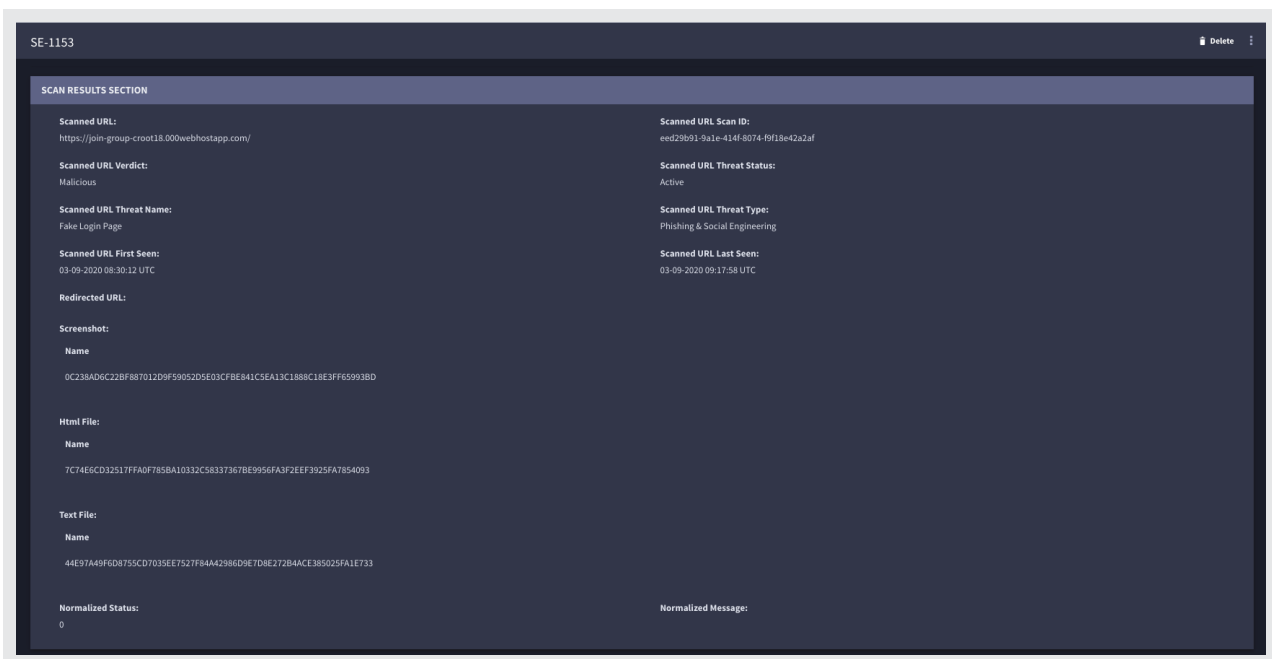 SE-1153
Delete
SCAN RESULTS SECTION
Scanned URL:
https://join-group-croot18.000webhostapp.com/
Scanned URL Scan ID:
eed29b91-9a1e-414f-8074-f9f18e42a2af
Scanned URL Verdict:
Malicious
Scanned URL Threat Status:
Active
Scanned URL Threat Name:
Fake Login Page
Scanned URL Threat Type:
Phishing & Social Engineering
Scanned URL First Seen:
03-09-2020 08:30:12 UTC
Scanned URL Last Seen:
03-09-2020 09:17:58 UTC
Redirected URL:
Screenshot:
Name
0C238AD6C22BF887012D9F59052D5E03CFBE841C5EA13C1888C18E3FF65993BD
Html File:
Name
7C74E6CD32517FFA0F785BA10332C58337367BE9956FA3F2EEF3925FA7854093
Text File:
Name
44E97A49F6D8755CD7035EE7527F84A42986D9E7D8E272B4ACE385025FA1E733
Normalized Status:
0
Normalized Message: